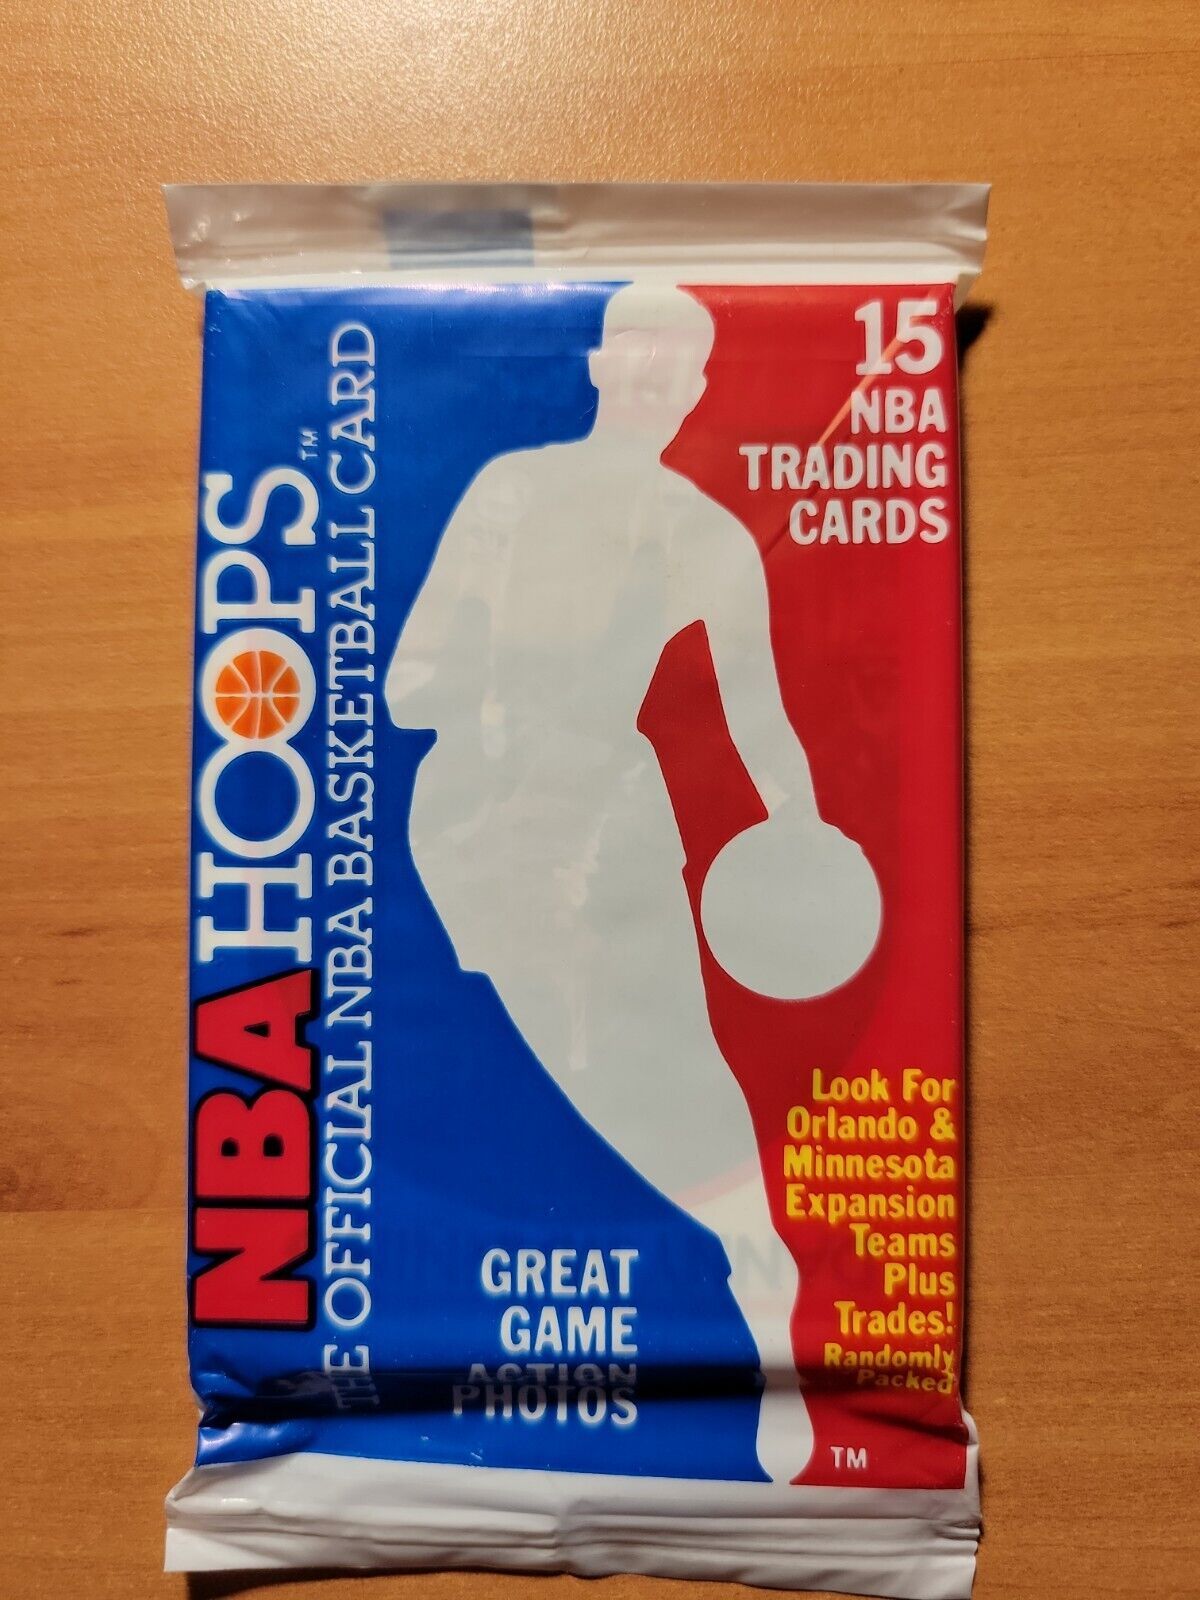 NBA HOOPS™
THE OFFICIAL NBA BASKETBALL CARD
15
NBA
TRADING
CARDS
GREAT
GAME
ACTION
PHOTOS
Look For
Orlando &
Minnesota
Expansion
Teams
Plus
Trades!
Randomly
Packed
TM